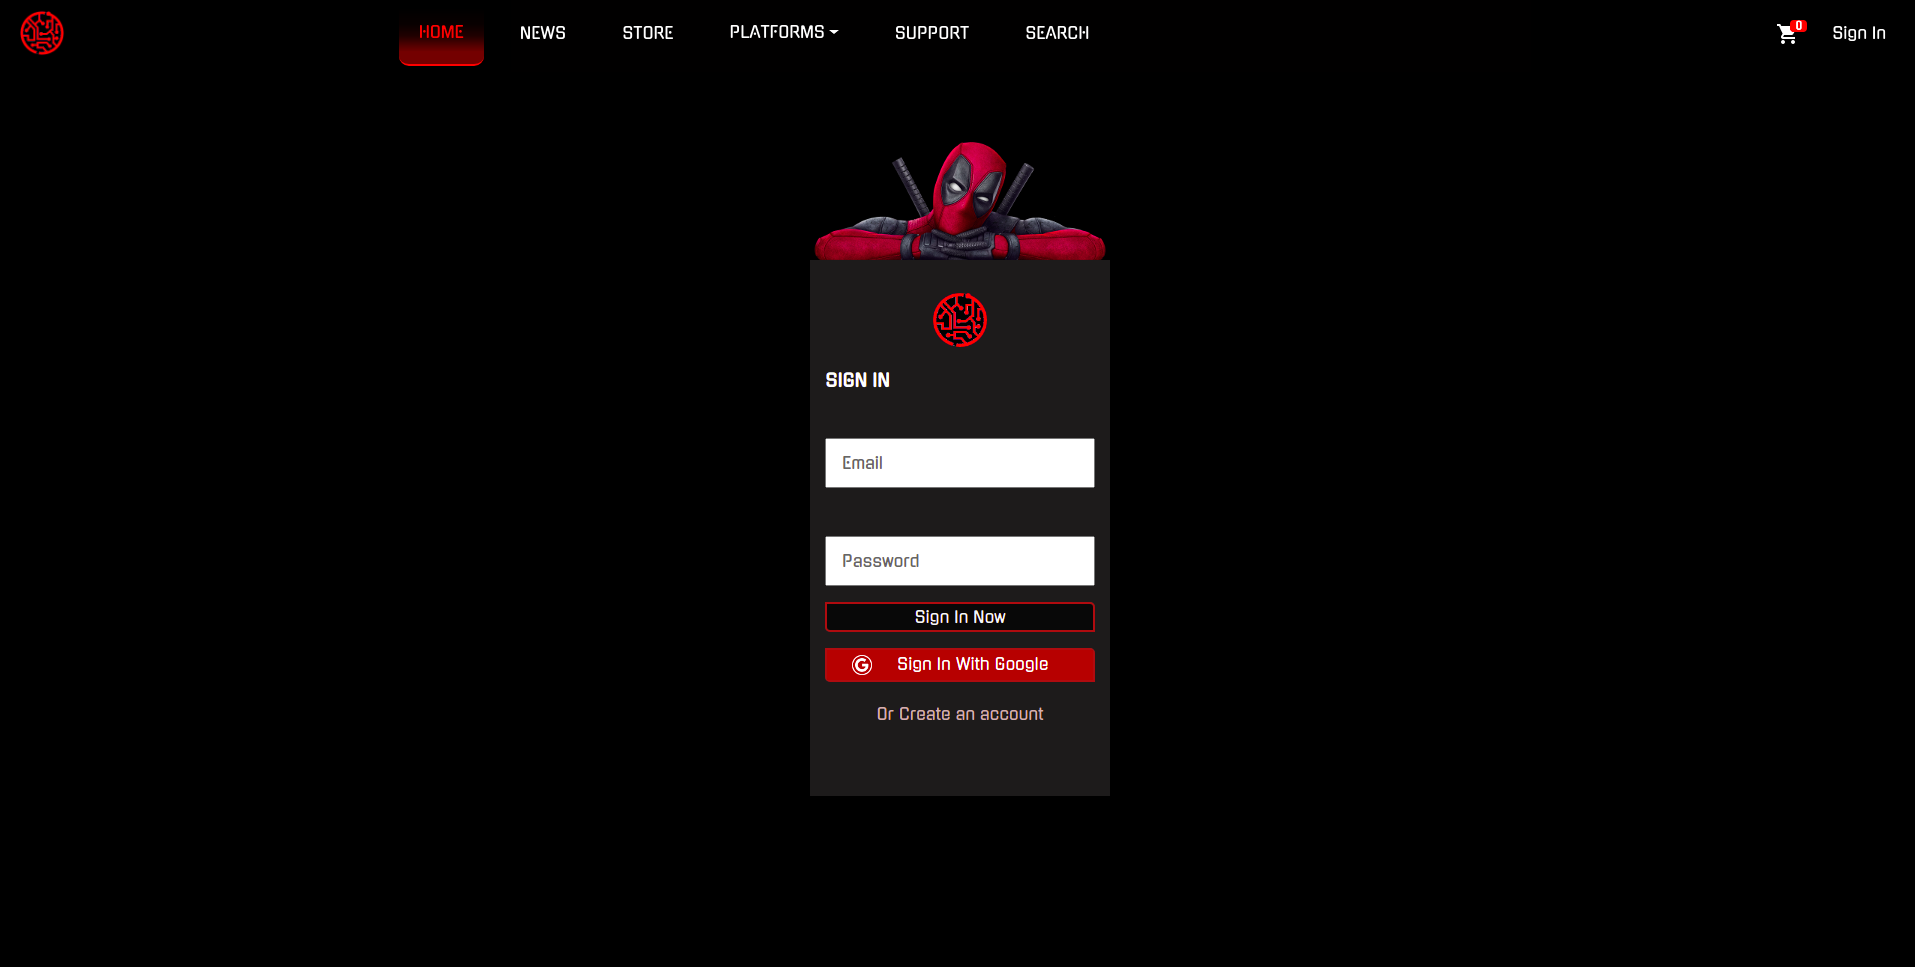 HOME NEWS STORE PLATFORMS SUPPORT SEARCH 0 Sign In
SIGN IN
Email
Password
Sign In Now
G Sign In With Google
Or Create an account